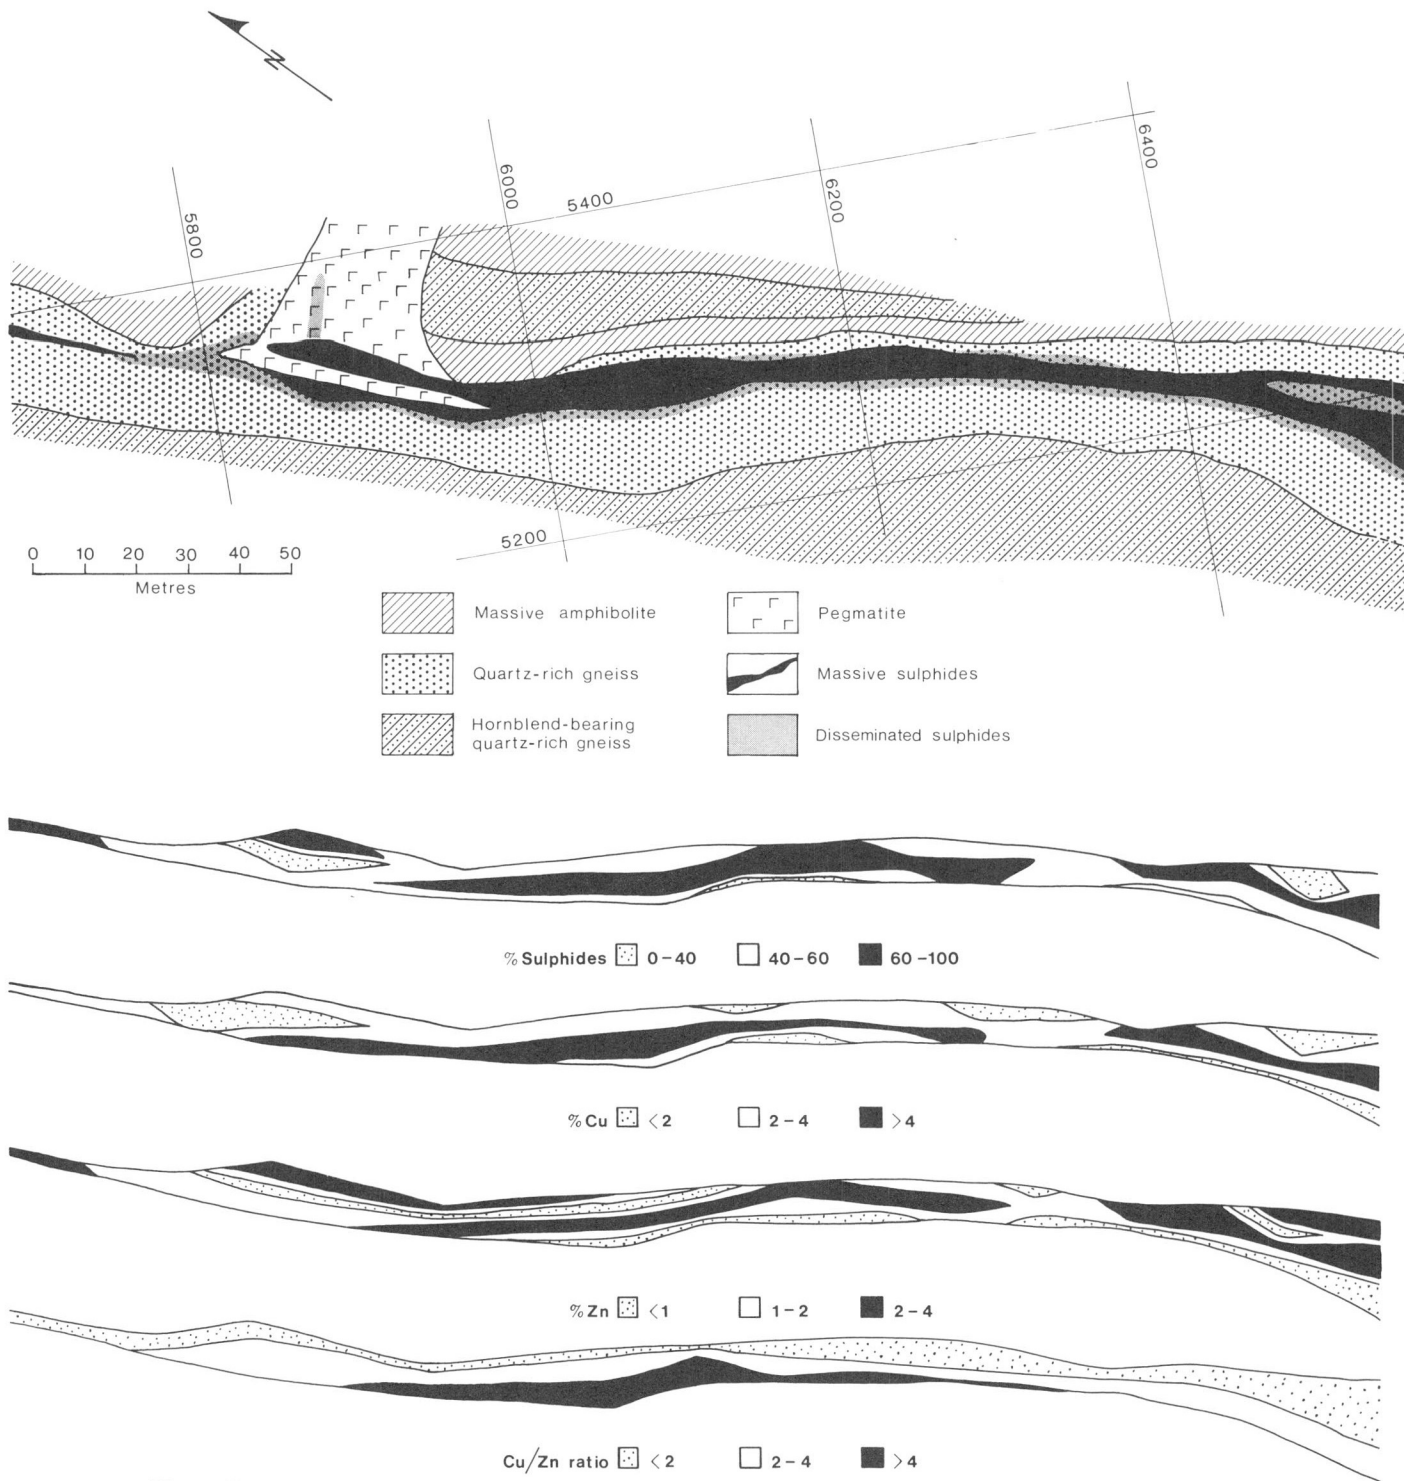 N
5800
6000
5400
6200
6400
5200
0 10 20 30 40 50
Metres
Massive amphibolite
Pegmatite
Quartz-rich gneiss
Massive sulphides
Hornblend-bearing
quartz-rich gneiss
Disseminated sulphides
% Sulphides 0-40 40-60 60-100
% Cu <2 2-4 >4
% Zn <1 1-2 2-4
Cu/Zn ratio <2 2-4 >4